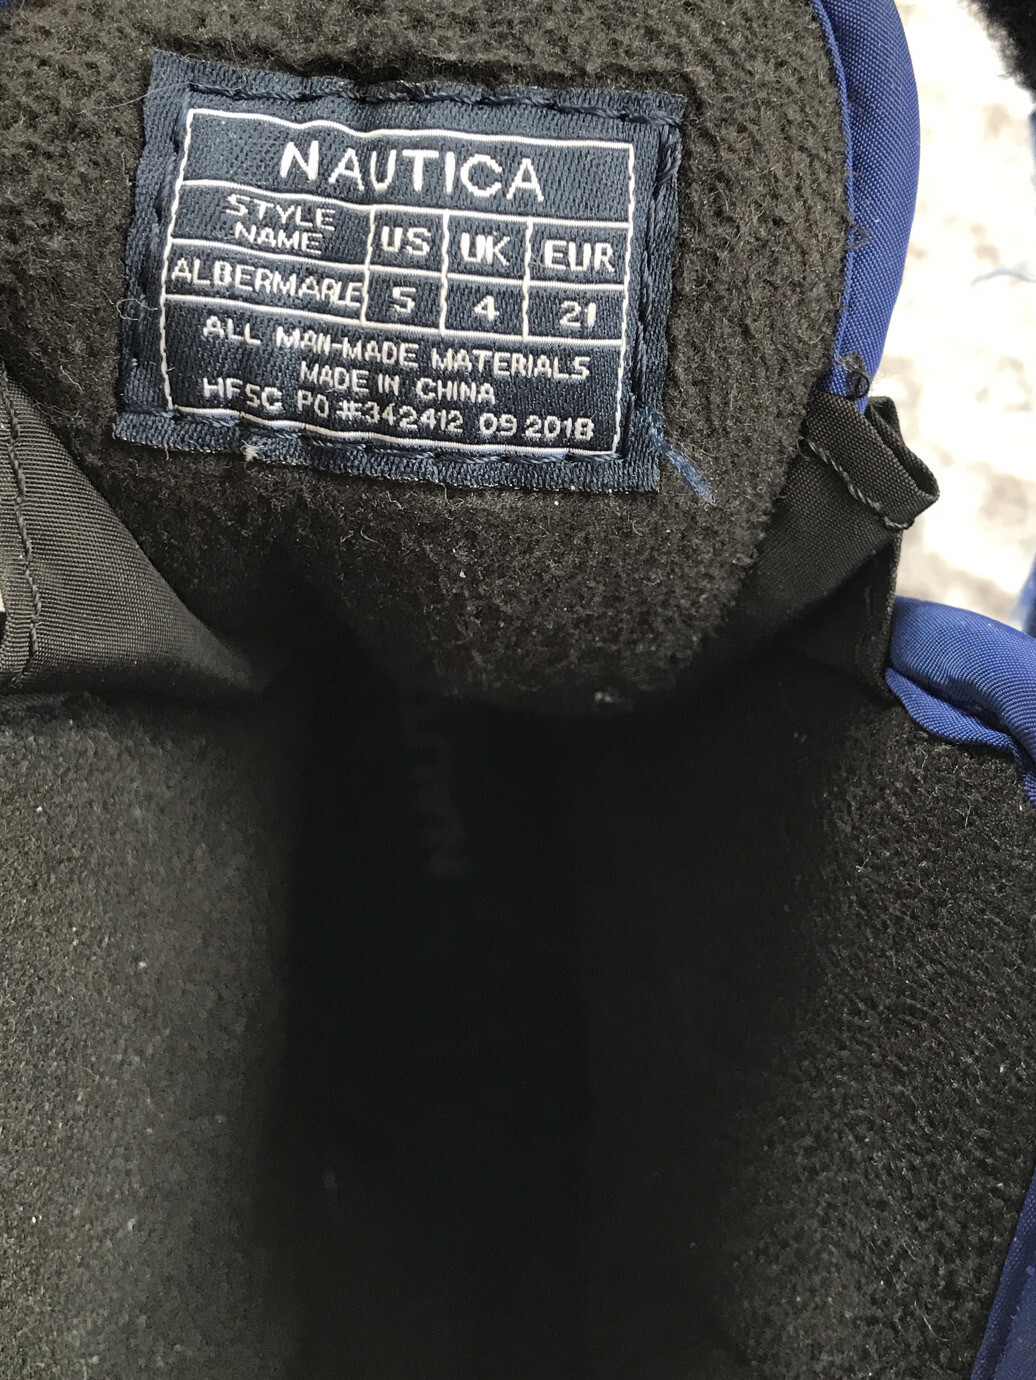 NAUTICA
STYLE NAME US UK EUR
ALBERMARLE 5 4 21
ALL MAN-MADE MATERIALS
MADE IN CHINA
HFSC PO #342412 09 2018